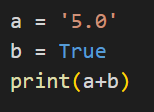 a = '5.0'
b = True
print(a+b)